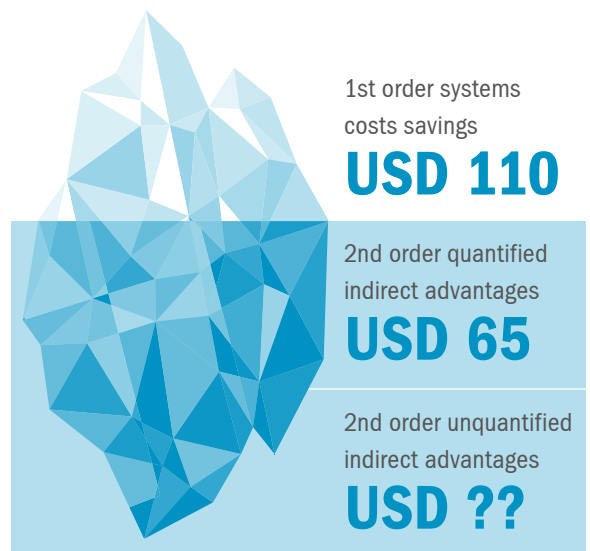 1st order systems
costs savings
USD 110
2nd order quantified
indirect advantages
USD 65
2nd order unquantified
indirect advantages
USD ??